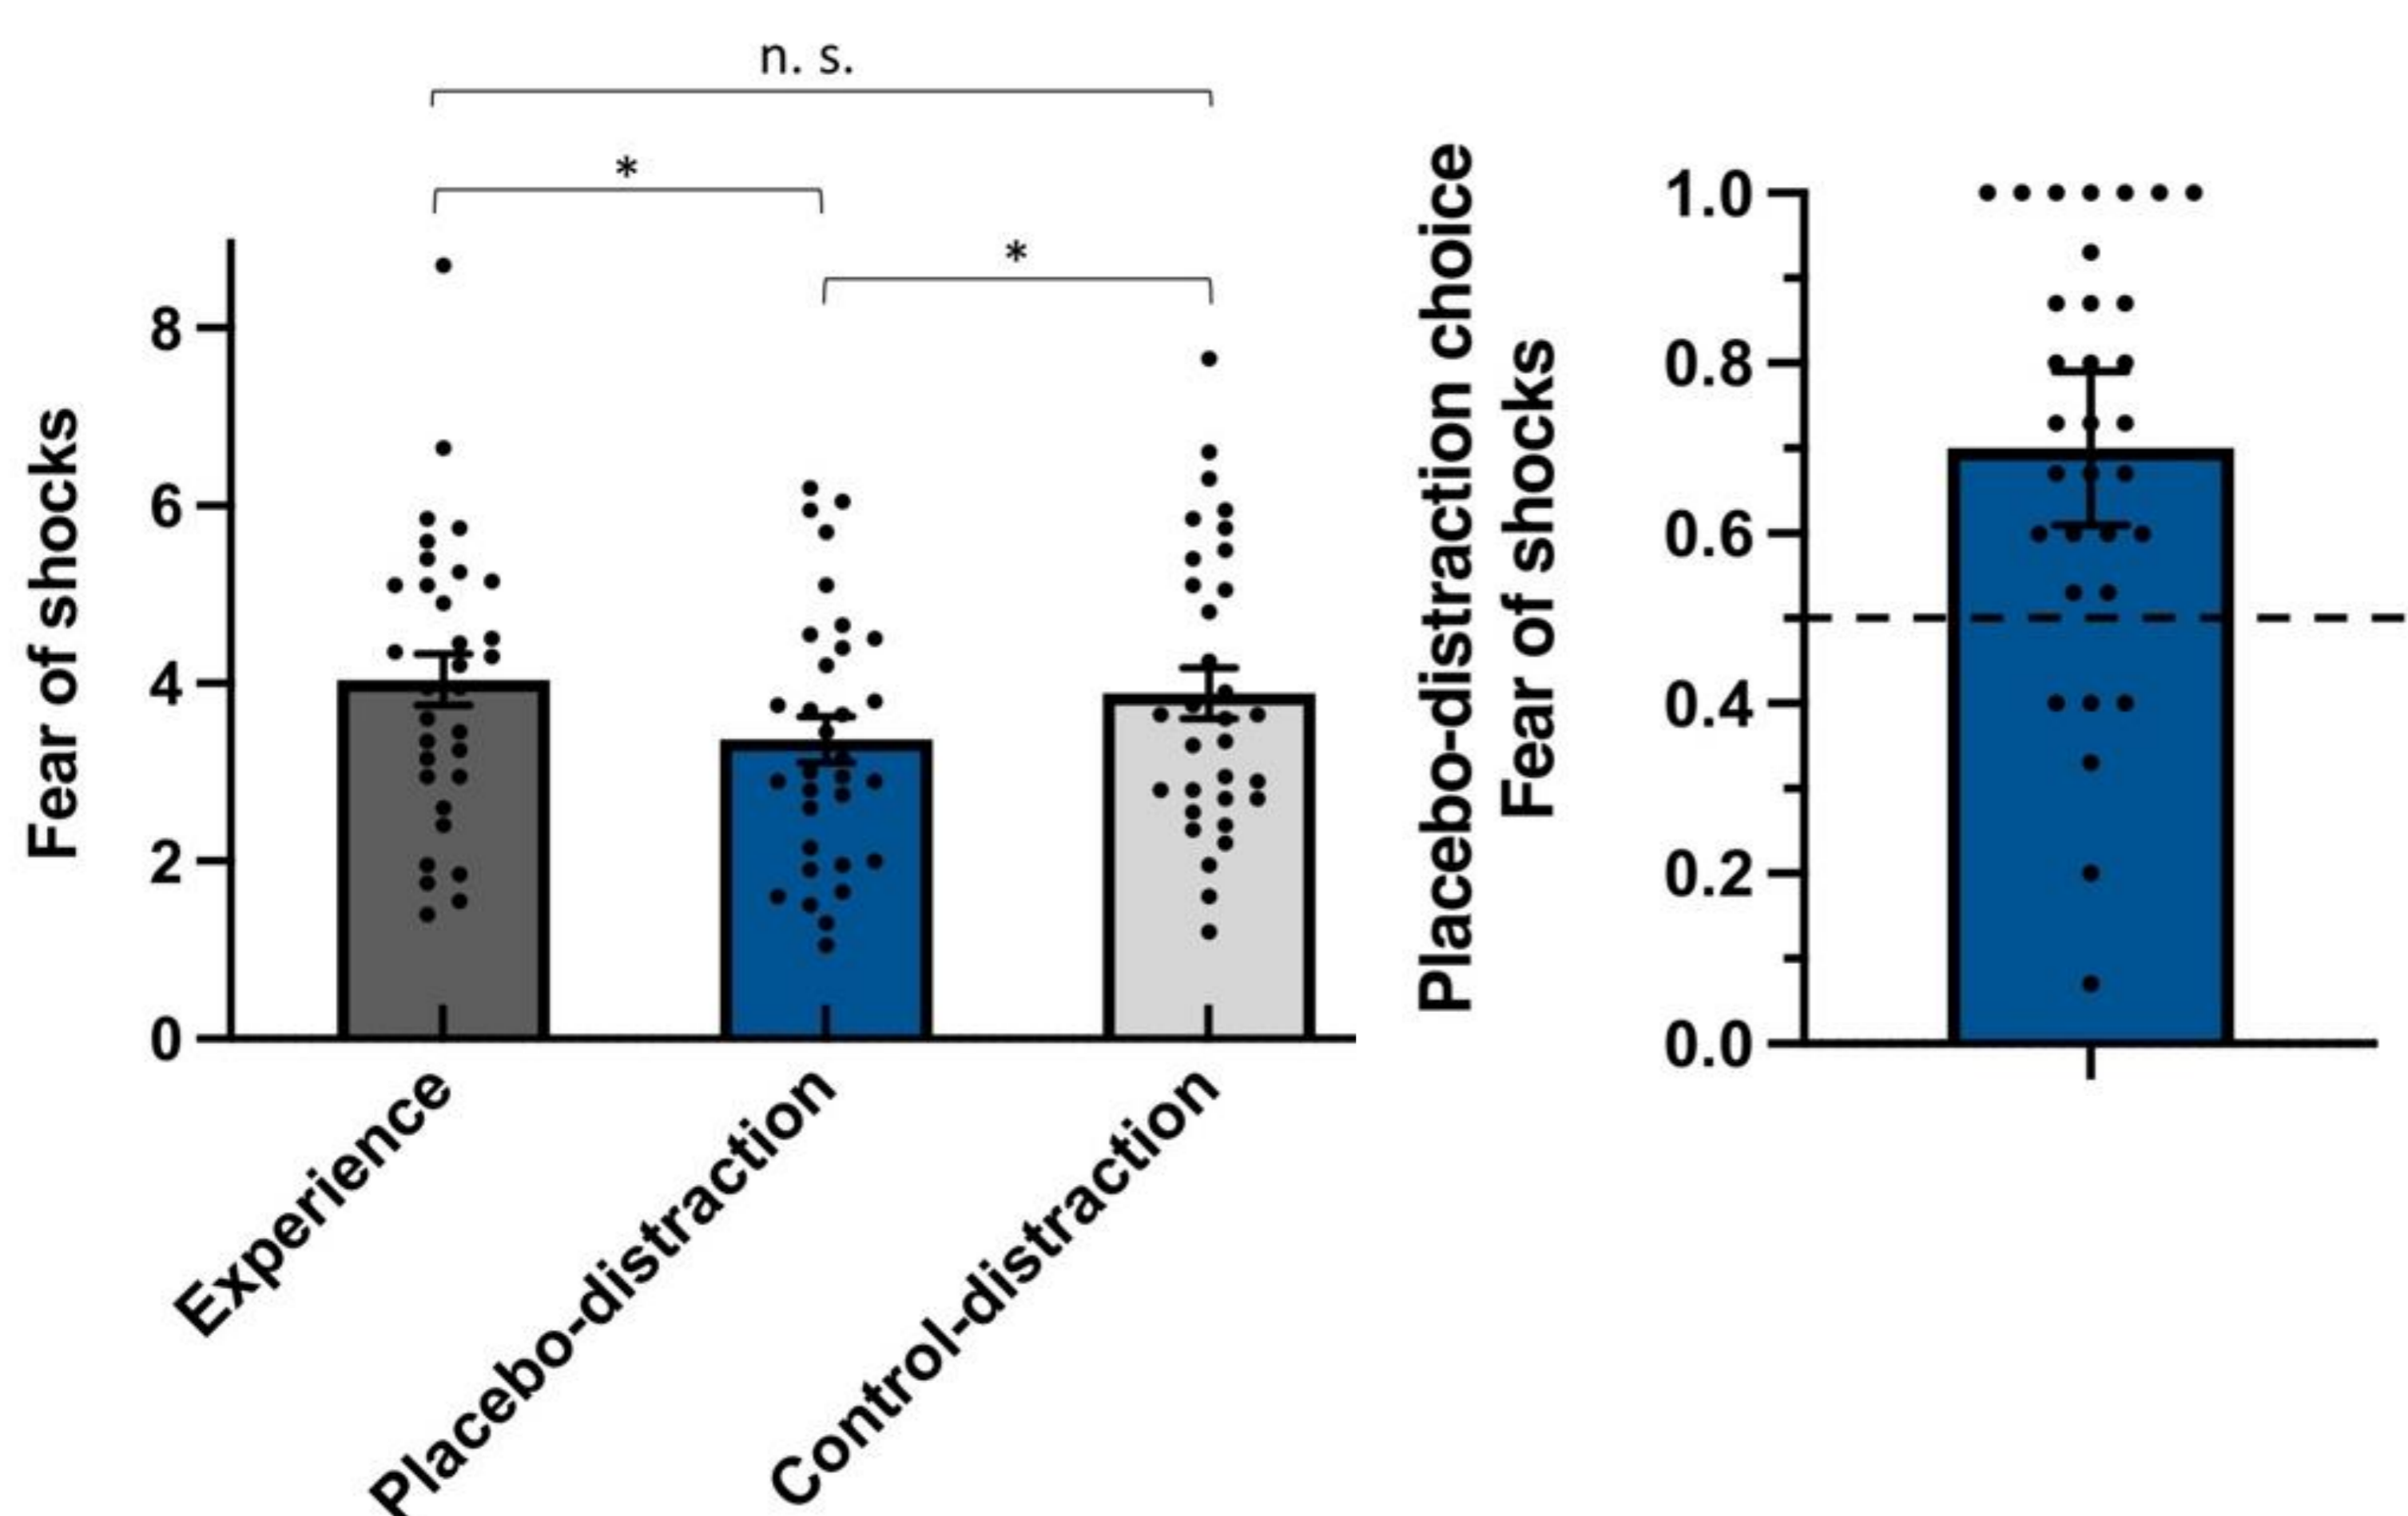 n. s.
*
*
Fear of shocks
8
6
4
2
0
Experience
Placebo-distraction
Control-distraction
Placebo-distraction choice
Fear of shocks
1.0
0.8
0.6
0.4
0.2
0.0